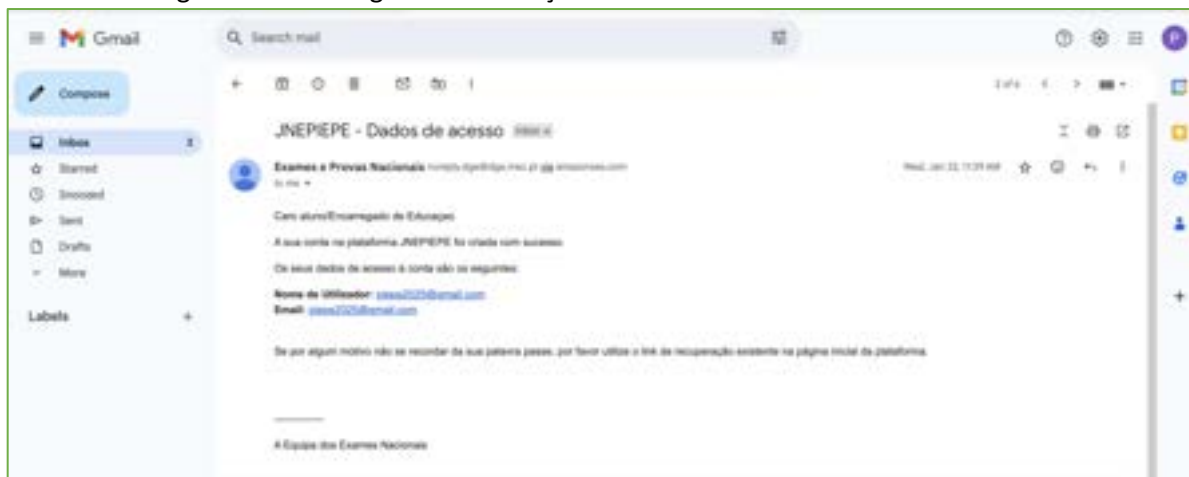 Gmail
Search mail
Compose
Inbox
Starred
Snoozed
Sent
Drafts
More
Labels
JNEPIEPE - Dados de acesso Inbox x
Exames e Provas Nacionais
to me
Caro aluno/Encarregado de Educação
A sua conta na plataforma JNEPIEPE foi criada com sucesso.
Os seus dados de acesso à conta são os seguintes:
Nome de Utilizador:
Email:
Se por algum motivo não se recordar da sua palavra passe, por favor utilize o link de recuperação existente na página inicial da plataforma.
A Equipa dos Exames Nacionais